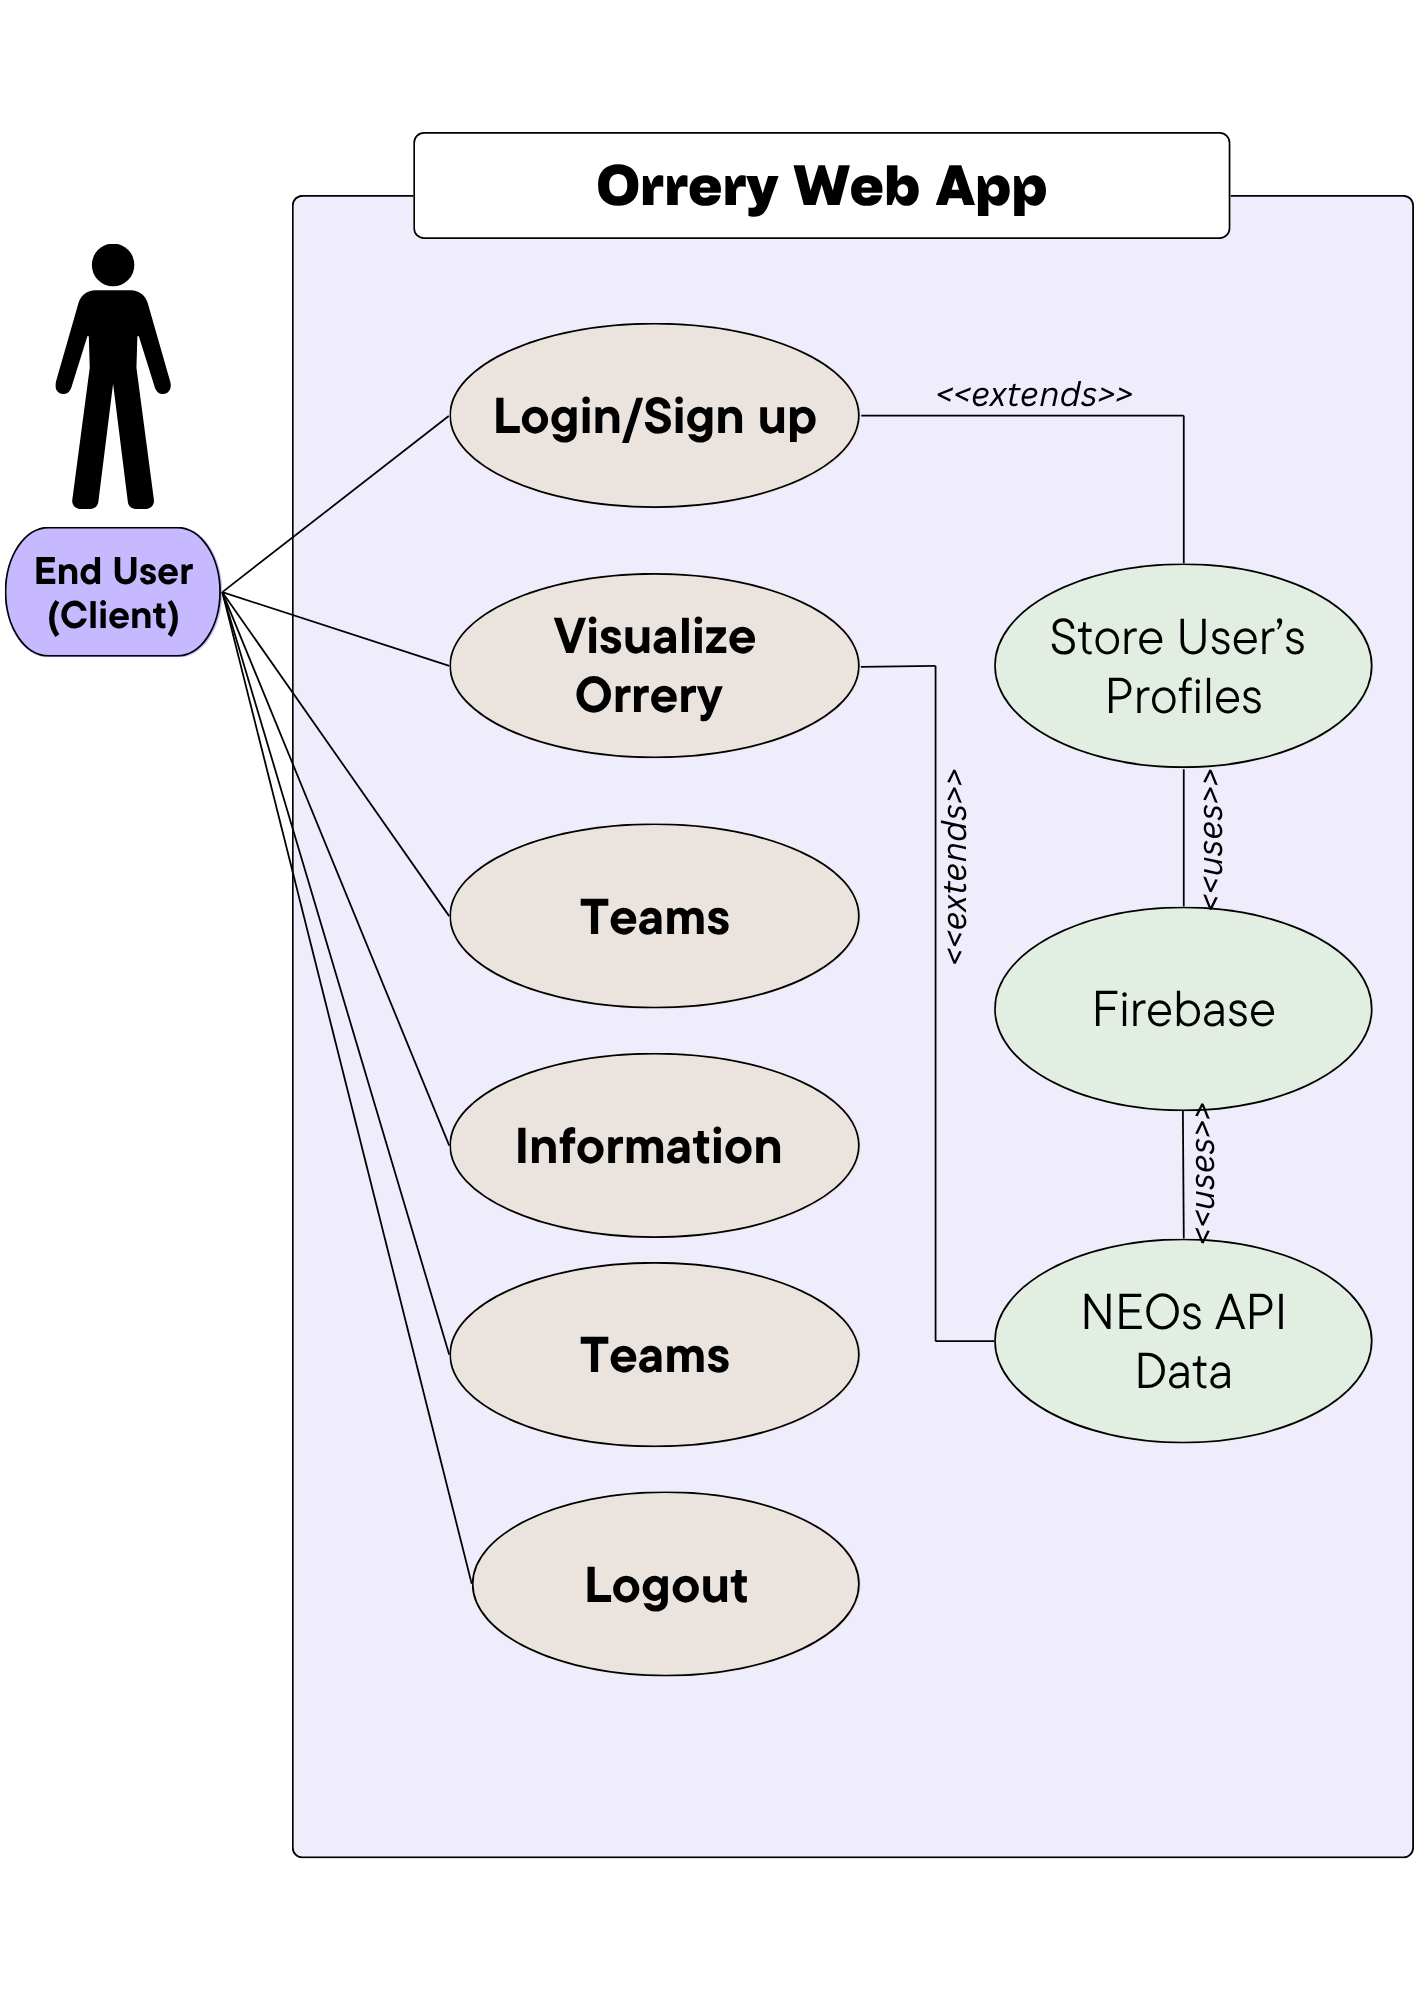 Orrery Web App
End User
(Client)
Login/Sign up
<<extends>>
Visualize
Orrery
Store User’s
Profiles
<<extends>>
<<uses>>
Teams
Firebase
Information
<<uses>>
Teams
NEOs API
Data
Logout